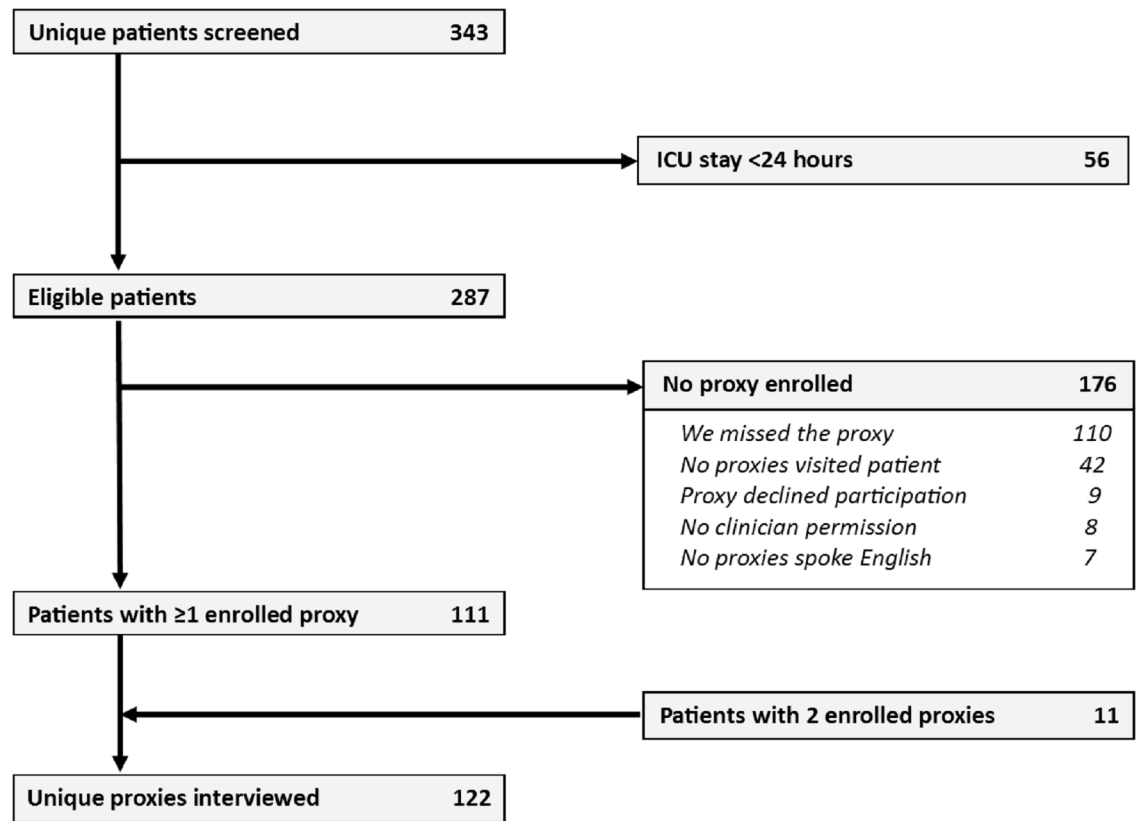 Unique patients screened 343
ICU stay <24 hours 56
Eligible patients 287
No proxy enrolled 176
We missed the proxy 110
No proxies visited patient 42
Proxy declined participation 9
No clinician permission 8
No proxies spoke English 7
Patients with ≥1 enrolled proxy 111
Patients with 2 enrolled proxies 11
Unique proxies interviewed 122